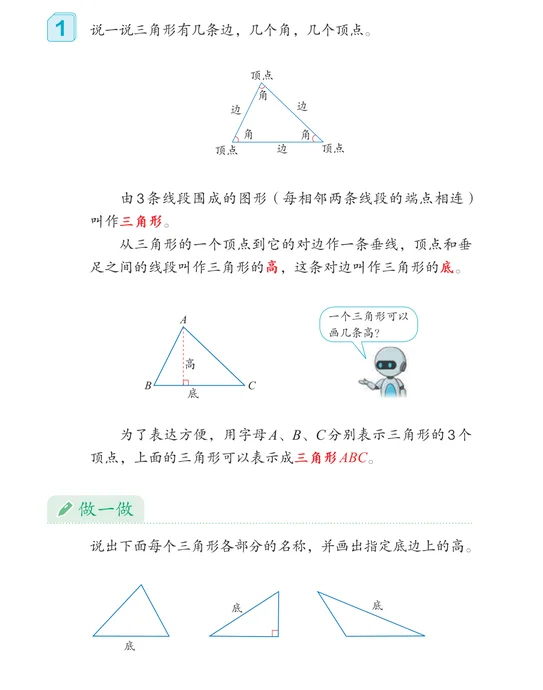 1 说一说三角形有几条边，几个角，几个顶点。
顶点
角
边 边
角 角
顶点 边 顶点
由3条线段围成的图形（每相邻两条线段的端点相连）
叫作三角形。
从三角形的一个顶点到它的对边作一条垂线，顶点和垂
足之间的线段叫作三角形的高，这条对边叫作三角形的底。
A
高
B C
底
一个三角形可以
画几条高？
为了表达方便，用字母A、B、C分别表示三角形的3个
顶点，上面的三角形可以表示成三角形ABC。
做一做
说出下面每个三角形各部分的名称，并画出指定底边上的高。
底 底 底